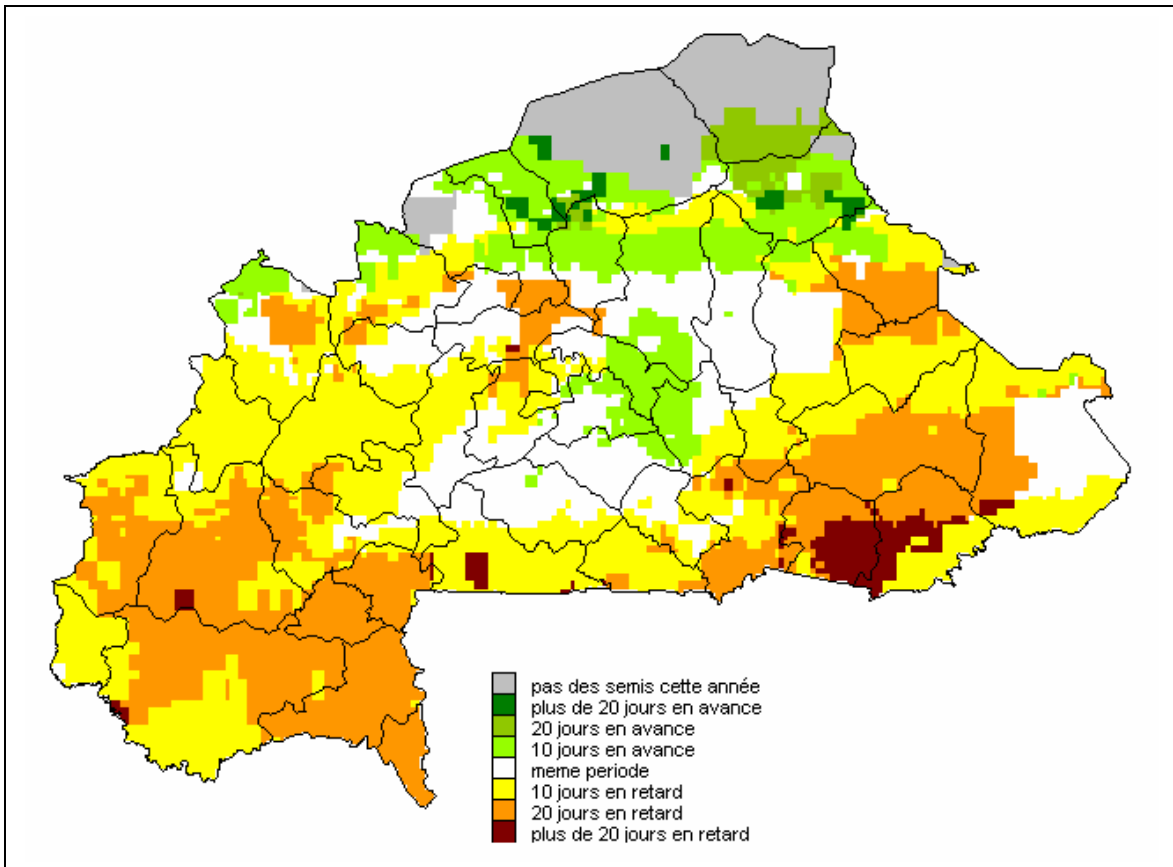 pas des semis cette année
plus de 20 jours en avance
20 jours en avance
10 jours en avance
meme periode
10 jours en retard
20 jours en retard
plus de 20 jours en retard